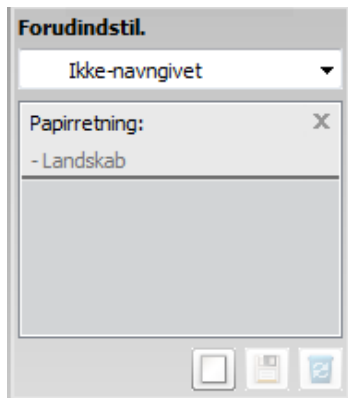 Forudindstil.
Ikke-navngivet
Papirretning:
- Landskab